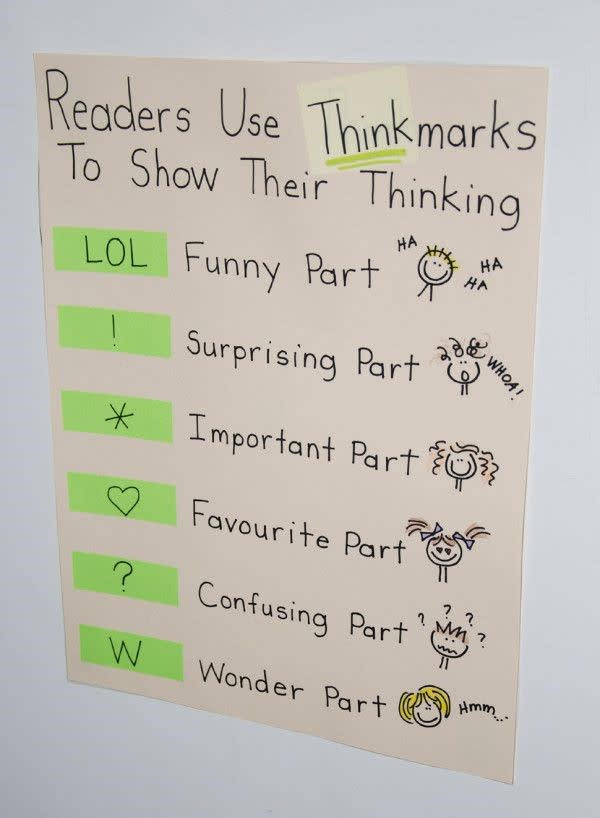 Readers Use Thinkmarks
To Show Their Thinking
LOL Funny Part HA HA HA
! Surprising Part WHOA!
* Important Part
♡ Favourite Part
? Confusing Part ? ? ? ?
W Wonder Part Hmm...